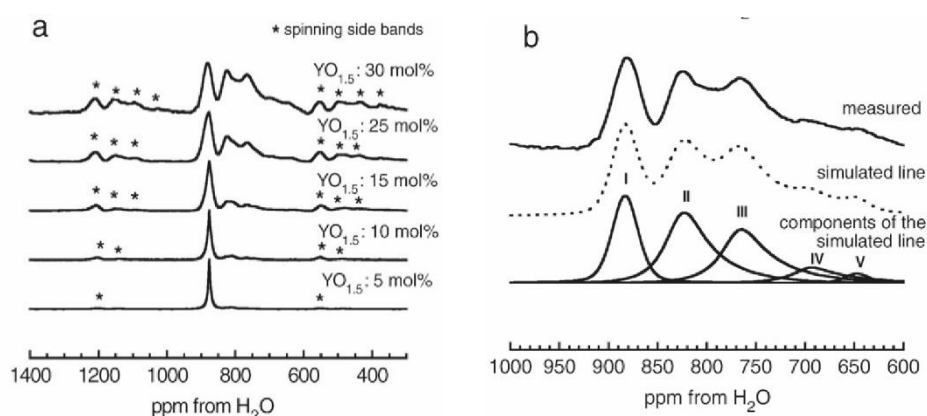 a
* spinning side bands
YO1.5: 30 mol%
YO1.5: 25 mol%
YO1.5: 15 mol%
YO1.5: 10 mol%
YO1.5: 5 mol%
1400 1200 1000 800 600 400
ppm from H2O
b
measured
simulated line
components of the
simulated line
I
II
III
IV
V
1000 950 900 850 800 750 700 650 600
ppm from H2O